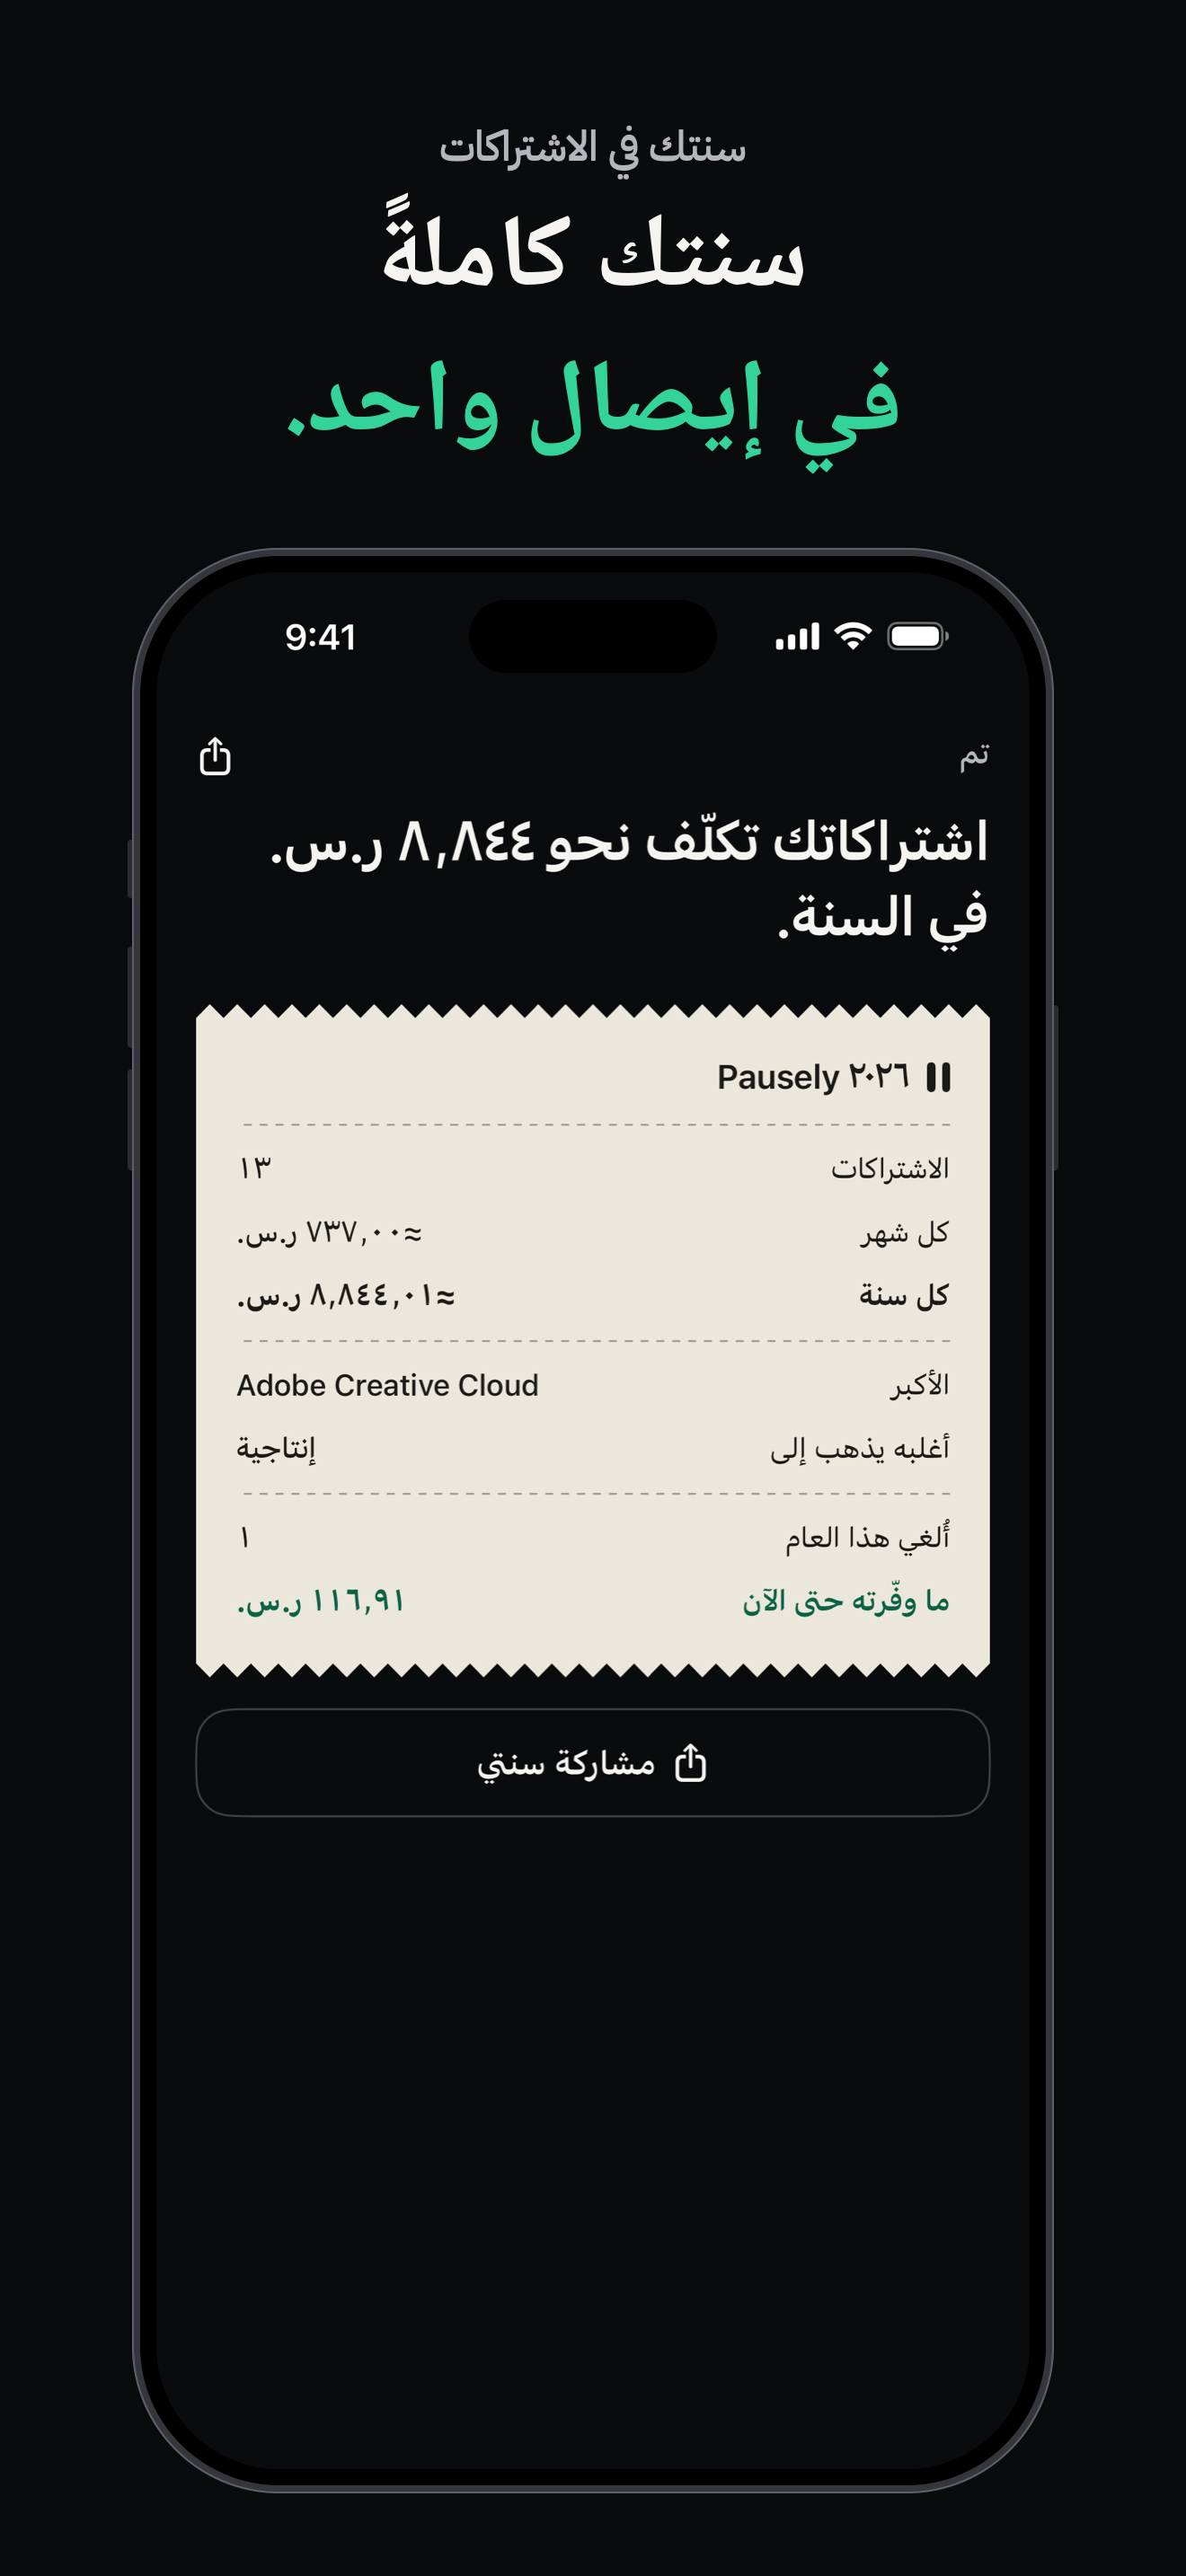 سنتك في الاشتراكات
سنتك كاملةً
في إيصال واحد.
9:41
تم
اشتراكاتك تكلّف نحو ٨,٨٤٤ ر.س.
في السنة.
Pausely ٢٠٢٦
الاشتراكات ١٣
كل شهر ≈٧٣٧,٠٠ ر.س.
كل سنة ≈٨,٨٤٤,٠١ ر.س.
الأكبر Adobe Creative Cloud
أغلبه يذهب إلى إنتاجية
أُلغي هذا العام ١
ما وفّرته حتى الآن ١١٦,٩١ ر.س.
مشاركة سنتي